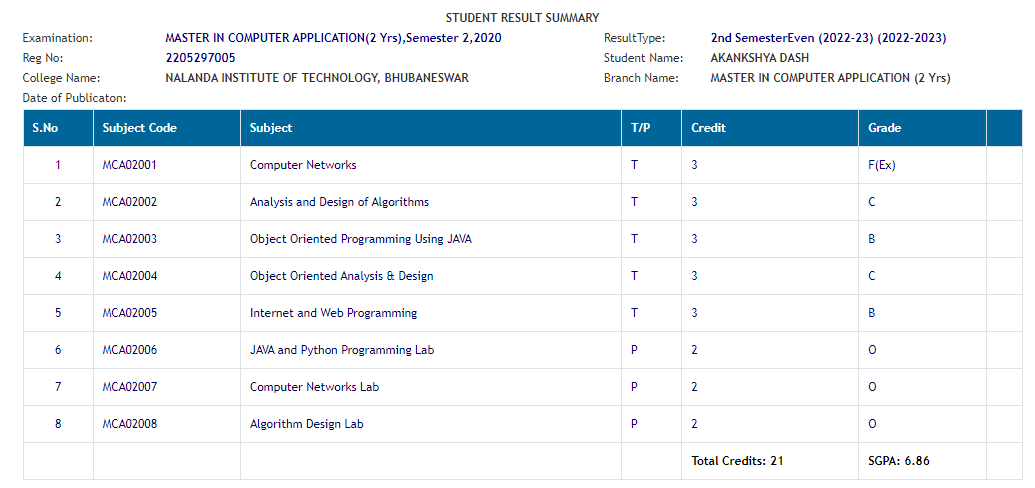 STUDENT RESULT SUMMARY
Examination: MASTER IN COMPUTER APPLICATION(2 Yrs),Semester 2,2020 ResultType: 2nd SemesterEven (2022-23) (2022-2023)
Reg No: 2205297005 Student Name: AKANKSHYA DASH
College Name: NALANDA INSTITUTE OF TECHNOLOGY, BHUBANESWAR Branch Name: MASTER IN COMPUTER APPLICATION (2 Yrs)
Date of Publicaton:
S.No Subject Code Subject T/P Credit Grade
1 MCA02001 Computer Networks T 3 F(Ex)
2 MCA02002 Analysis and Design of Algorithms T 3 C
3 MCA02003 Object Oriented Programming Using JAVA T 3 B
4 MCA02004 Object Oriented Analysis & Design T 3 C
5 MCA02005 Internet and Web Programming T 3 B
6 MCA02006 JAVA and Python Programming Lab P 2 O
7 MCA02007 Computer Networks Lab P 2 O
8 MCA02008 Algorithm Design Lab P 2 O
Total Credits: 21 SGPA: 6.86